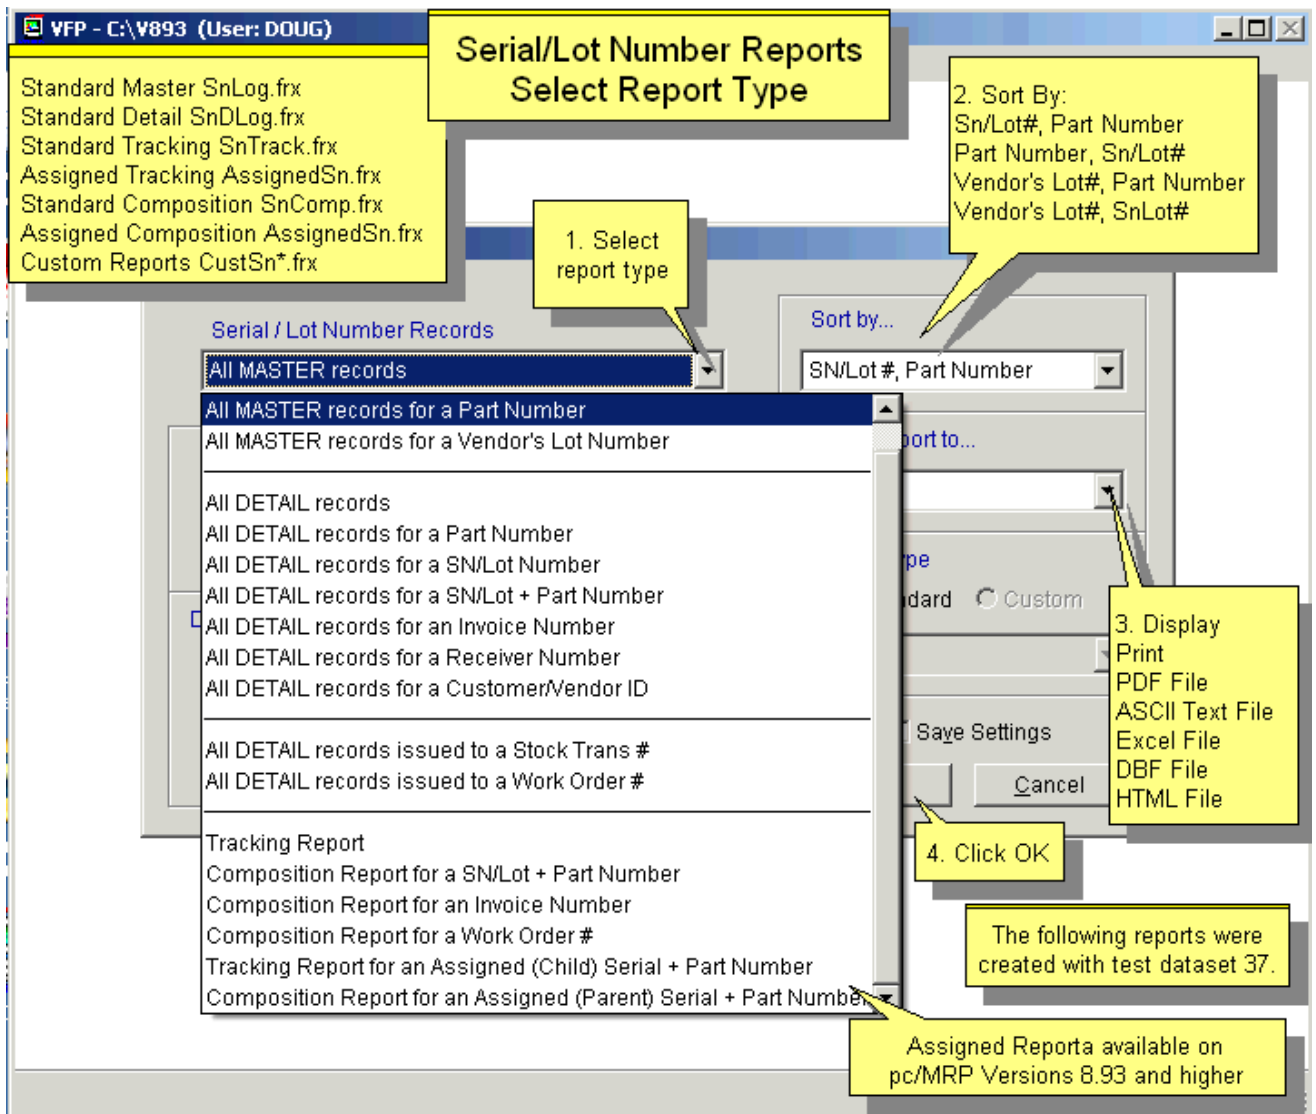 VFP - C:\V893 (User: DOUG)
Serial/Lot Number Reports
Select Report Type
Standard Master SnLog.frx
Standard Detail SnDLog.frx
Standard Tracking SnTrack.frx
Assigned Tracking AssignedSn.frx
Standard Composition SnComp.frx
Assigned Composition AssignedSn.frx
Custom Reports CustSn*.frx
1. Select
report type
2. Sort By:
Sn/Lot#, Part Number
Part Number, Sn/Lot#
Vendor's Lot#, Part Number
Vendor's Lot#, SnLot#
Serial / Lot Number Records
All MASTER records
Sort by...
SN/Lot #, Part Number
All MASTER records for a Part Number
All MASTER records for a Vendor's Lot Number
All DETAIL records
All DETAIL records for a Part Number
All DETAIL records for a SN/Lot Number
All DETAIL records for a SN/Lot + Part Number
All DETAIL records for an Invoice Number
All DETAIL records for a Receiver Number
All DETAIL records for a Customer/Vendor ID
All DETAIL records issued to a Stock Trans #
All DETAIL records issued to a Work Order #
Tracking Report
Composition Report for a SN/Lot + Part Number
Composition Report for an Invoice Number
Composition Report for a Work Order #
Tracking Report for an Assigned (Child) Serial + Part Number
Composition Report for an Assigned (Parent) Serial + Part Number
port to...
pe
dard Custom
Save Settings
Cancel
3. Display
Print
PDF File
ASCII Text File
Excel File
DBF File
HTML File
4. Click OK
The following reports were
created with test dataset 37.
Assigned Reporta available on
pc/MRP Versions 8.93 and higher